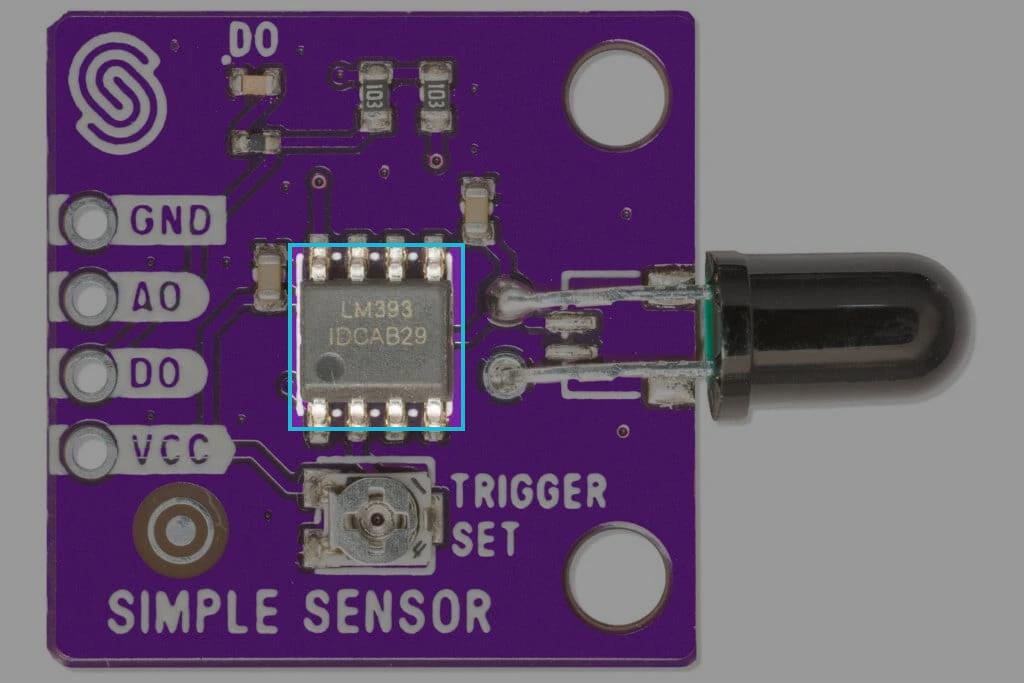 DO
103
103
GND
AO
DO
VCC
LM393
IDCAB29
TRIGGER
SET
SIMPLE SENSOR